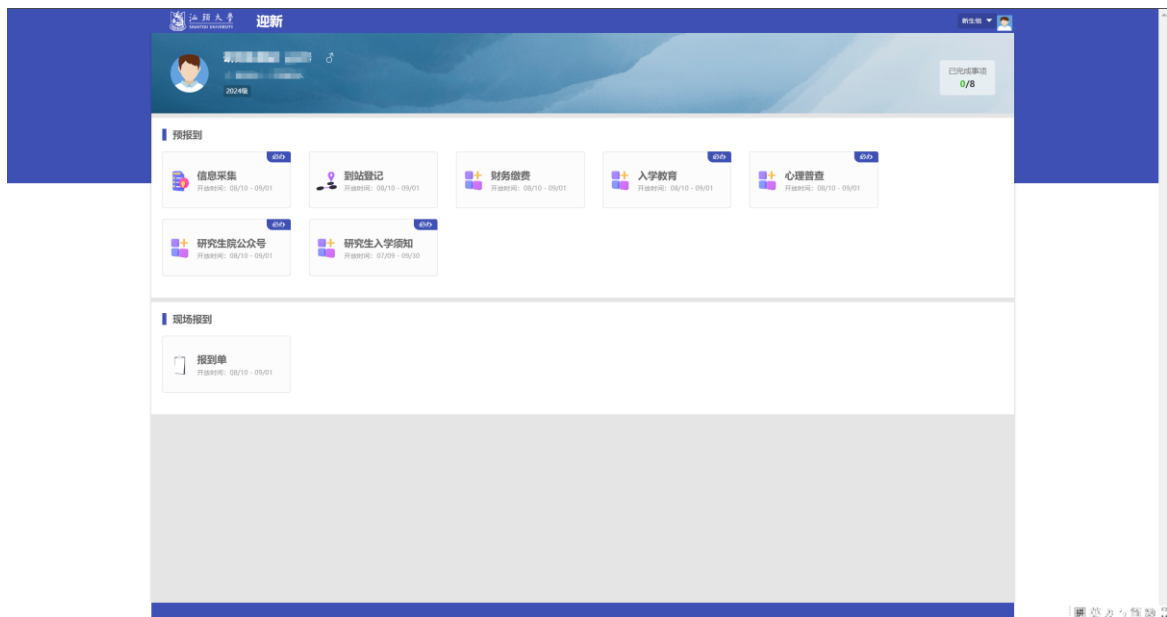 汕頭大學 迎新 新生组
SHANTOU UNIVERSITY
2024级
已完成事项
0/8
预报到
必办
信息采集
开放时间：08/10 - 09/01
到站登记
开放时间：08/10 - 09/01
财务缴费
开放时间：08/10 - 09/01
必办
入学教育
开放时间：08/10 - 09/01
必办
心理普查
开放时间：08/10 - 09/01
必办
研究生院公众号
开放时间：08/10 - 09/01
必办
研究生入学须知
开放时间：07/09 - 09/30
现场报到
报到单
开放时间：08/10 - 09/01